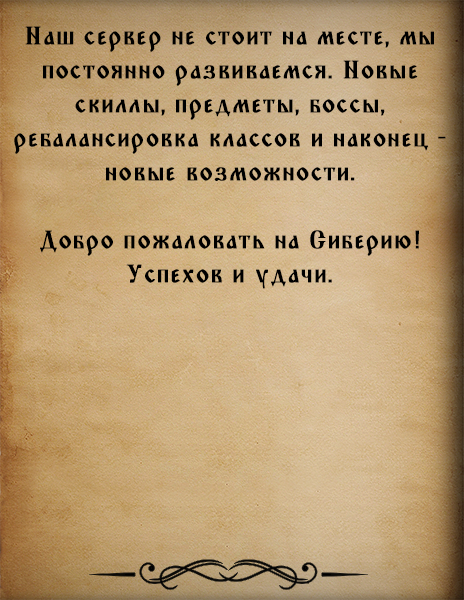 Наш сервер не стоит на месте, мы
постоянно развиваемся. Новые
скиллы, предметы, боссы,
ребалансировка классов и наконец -
новые возможности.
Добро пожаловать на Сиберию!
Успехов и удачи.